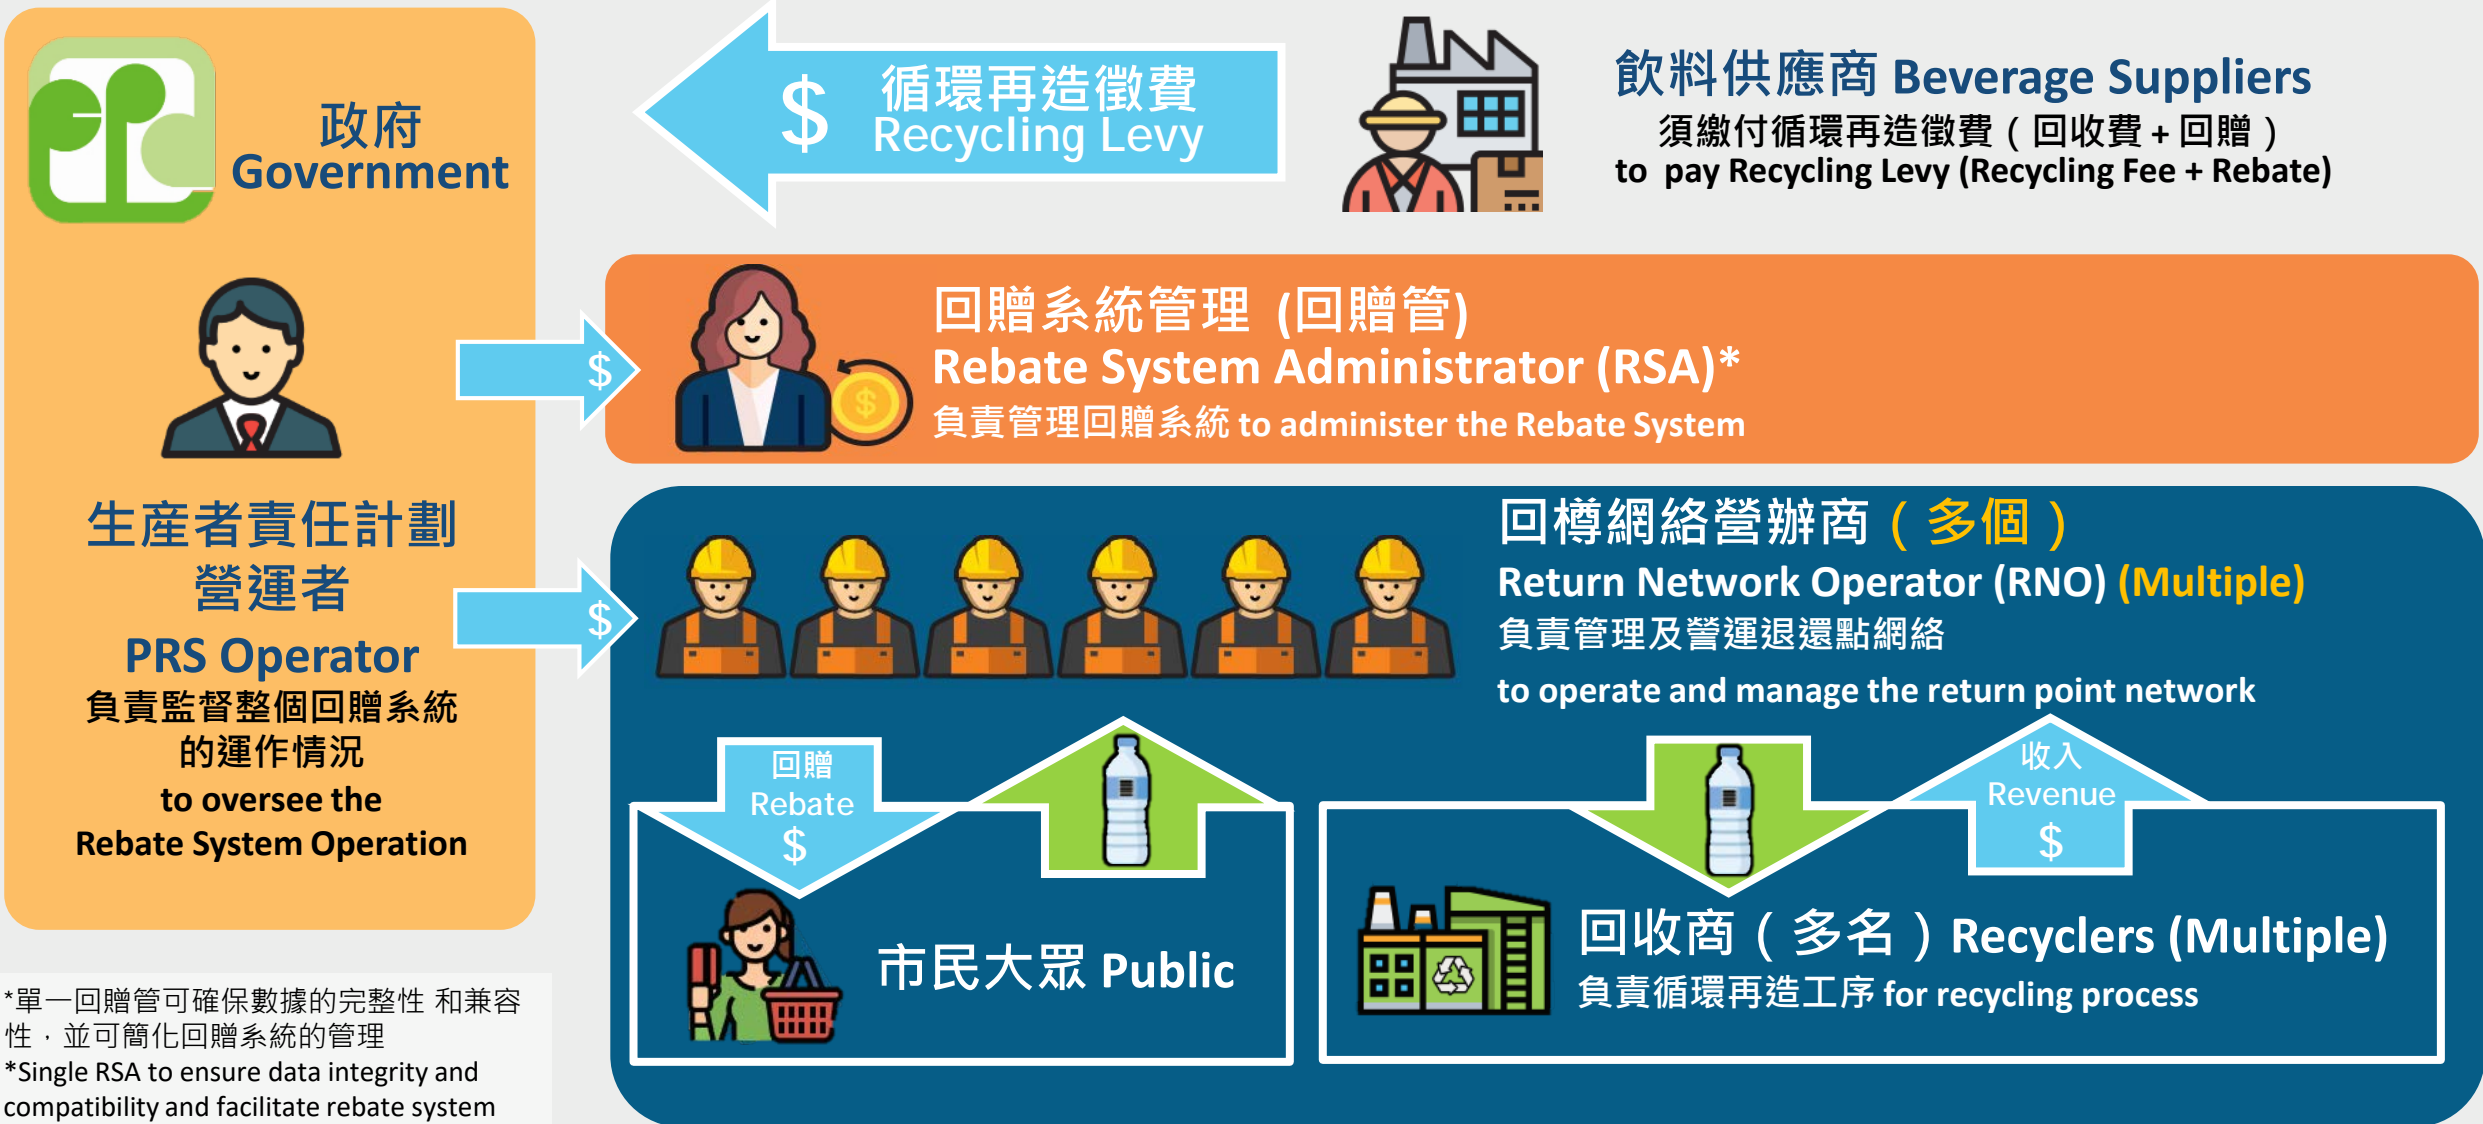 政府
Government
$ 循環再造徵費
Recycling Levy
飲料供應商 Beverage Suppliers
須繳付循環再造徵費（回收費 + 回贈）
to pay Recycling Levy (Recycling Fee + Rebate)
生産者責任計劃
營運者
PRS Operator
負責監督整個回贈系統
的運作情況
to oversee the
Rebate System Operation
$
回贈系統管理 (回贈管)
Rebate System Administrator (RSA)*
負責管理回贈系統 to administer the Rebate System
$
回樽網絡營辦商（多個）
Return Network Operator (RNO) (Multiple)
負責管理及營運退還點網絡
to operate and manage the return point network
回贈
Rebate
$
收入
Revenue
$
市民大眾 Public
回收商（多名）Recyclers (Multiple)
負責循環再造工序 for recycling process
*單一回贈管可確保數據的完整性 和兼容
性，並可簡化回贈系統的管理
*Single RSA to ensure data integrity and
compatibility and facilitate rebate system